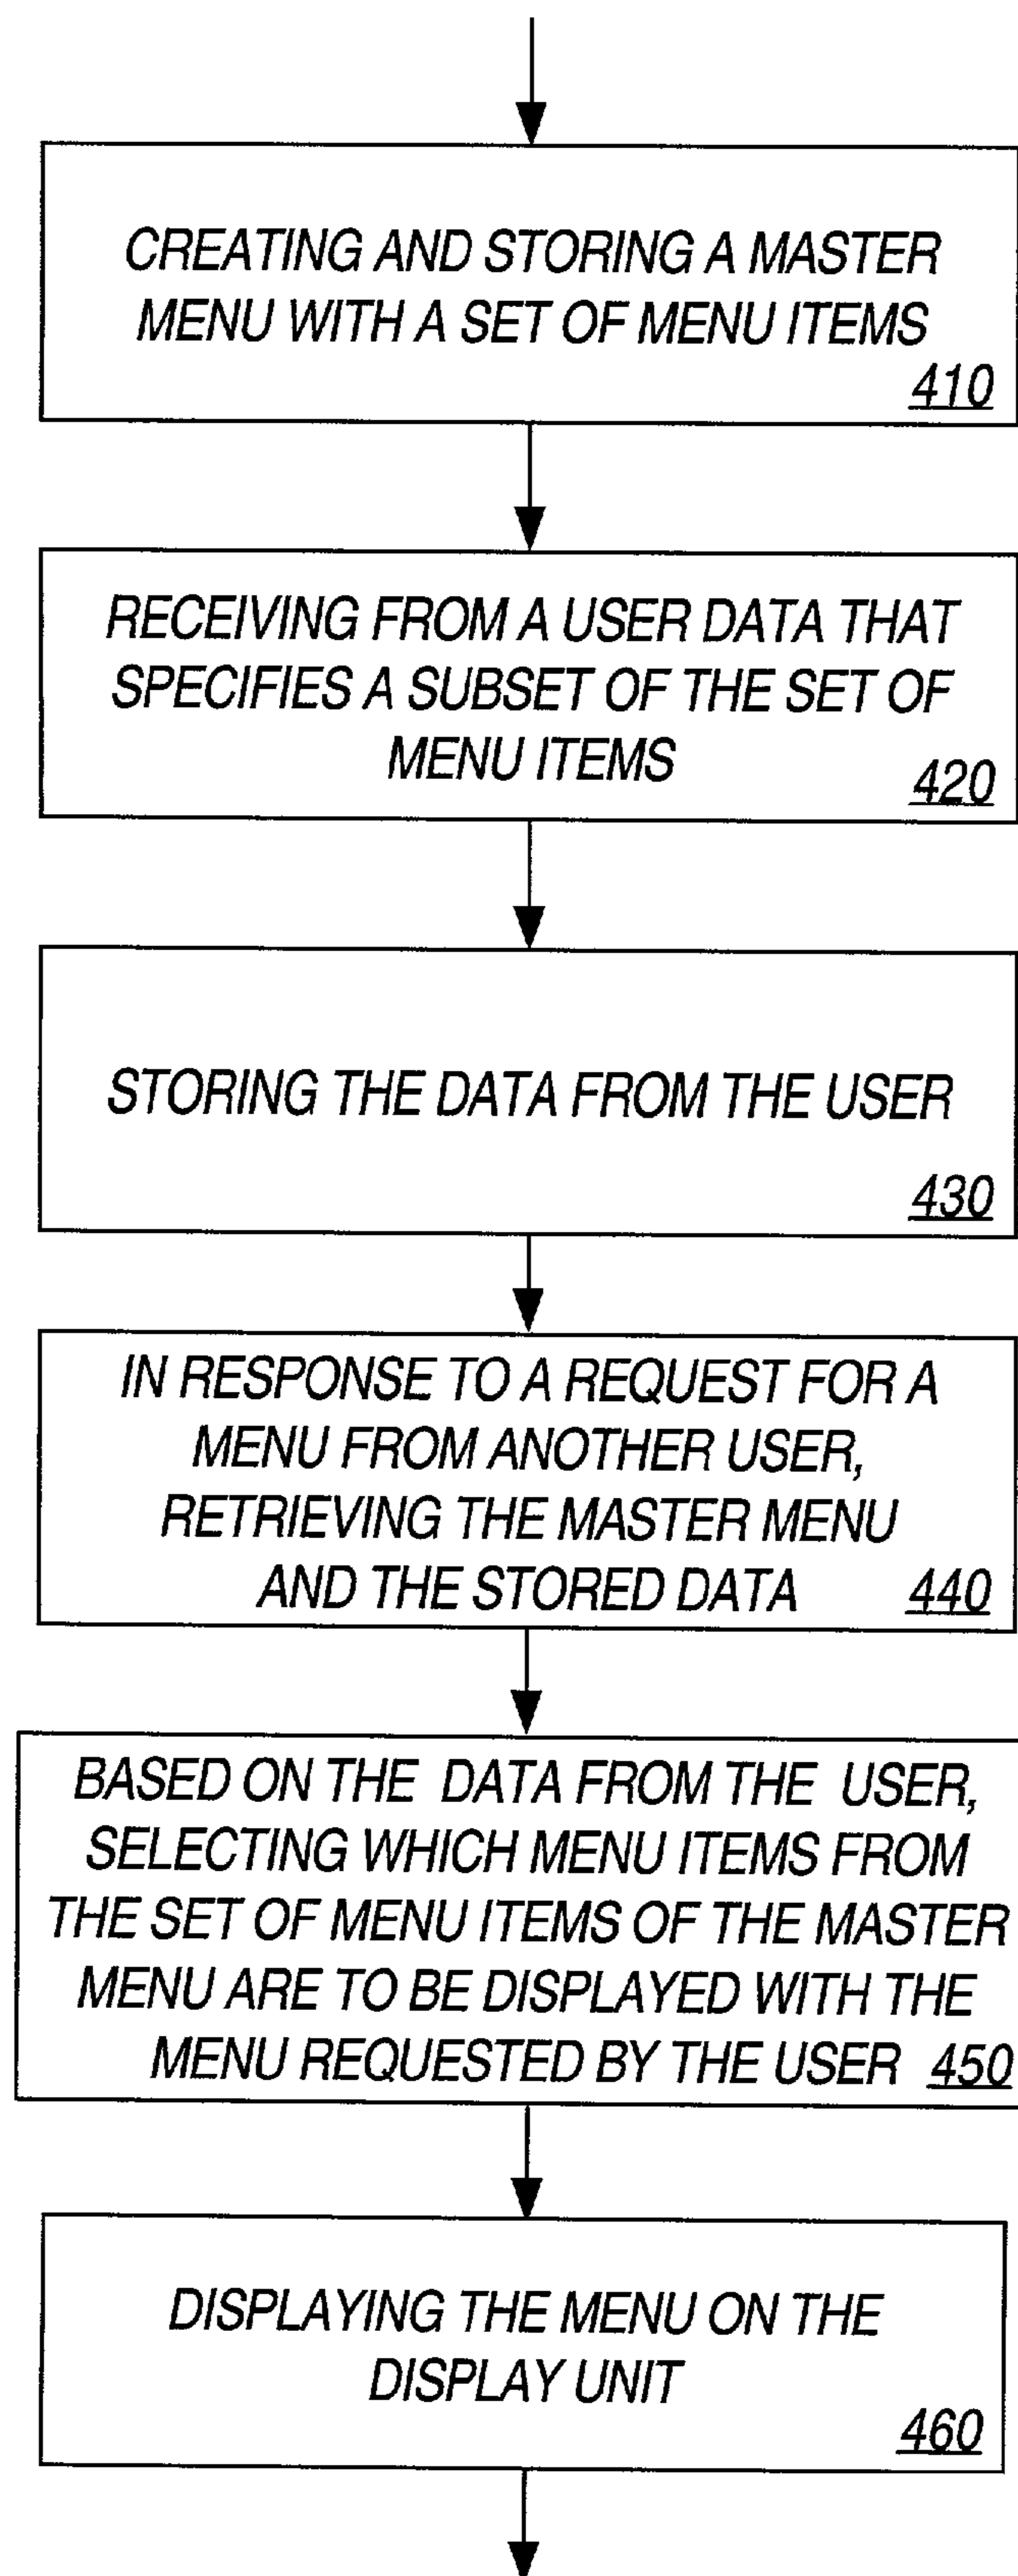 CREATING AND STORING A MASTER
MENU WITH A SET OF MENU ITEMS
410
RECEIVING FROM A USER DATA THAT
SPECIFIES A SUBSET OF THE SET OF
MENU ITEMS
420
STORING THE DATA FROM THE USER
430
IN RESPONSE TO A REQUEST FOR A
MENU FROM ANOTHER USER,
RETRIEVING THE MASTER MENU
AND THE STORED DATA
440
BASED ON THE DATA FROM THE USER,
SELECTING WHICH MENU ITEMS FROM
THE SET OF MENU ITEMS OF THE MASTER
MENU ARE TO BE DISPLAYED WITH THE
MENU REQUESTED BY THE USER 450
DISPLAYING THE MENU ON THE
DISPLAY UNIT
460